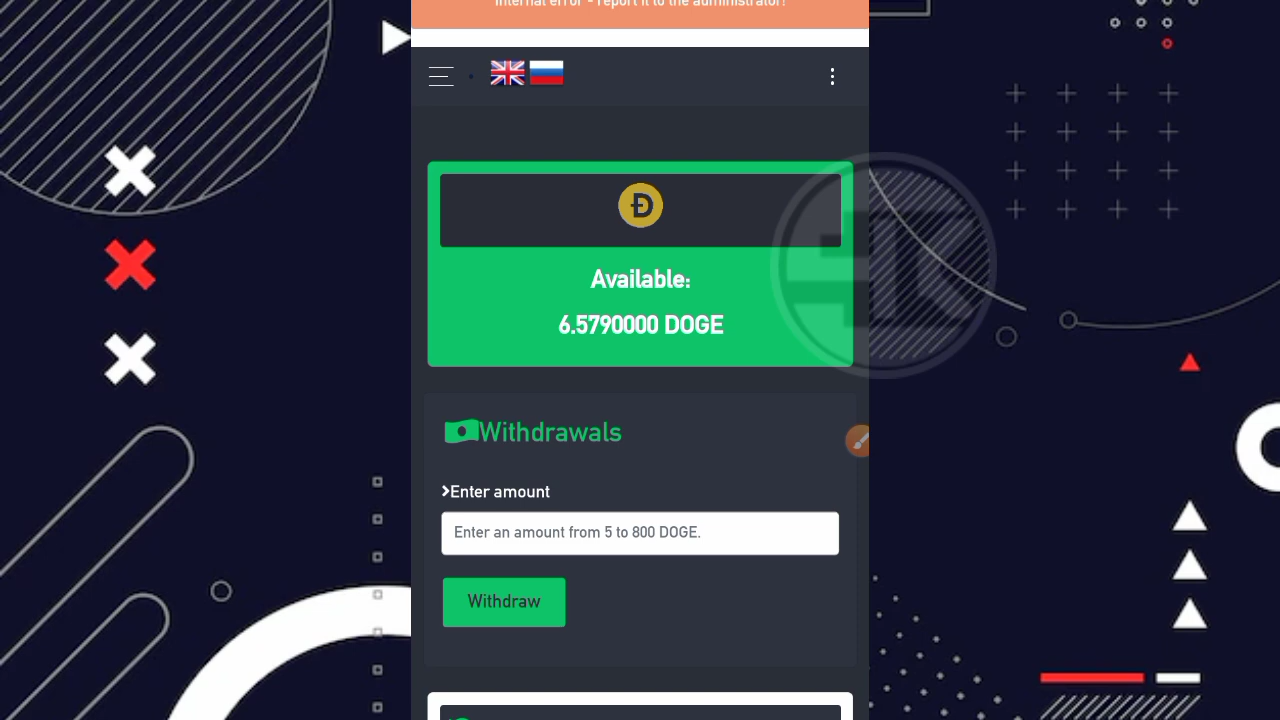 Internal error - report it to the administrator!
Available:
6.5790000 DOGE
Withdrawals
Enter amount
Enter an amount from 5 to 800 DOGE.
Withdraw